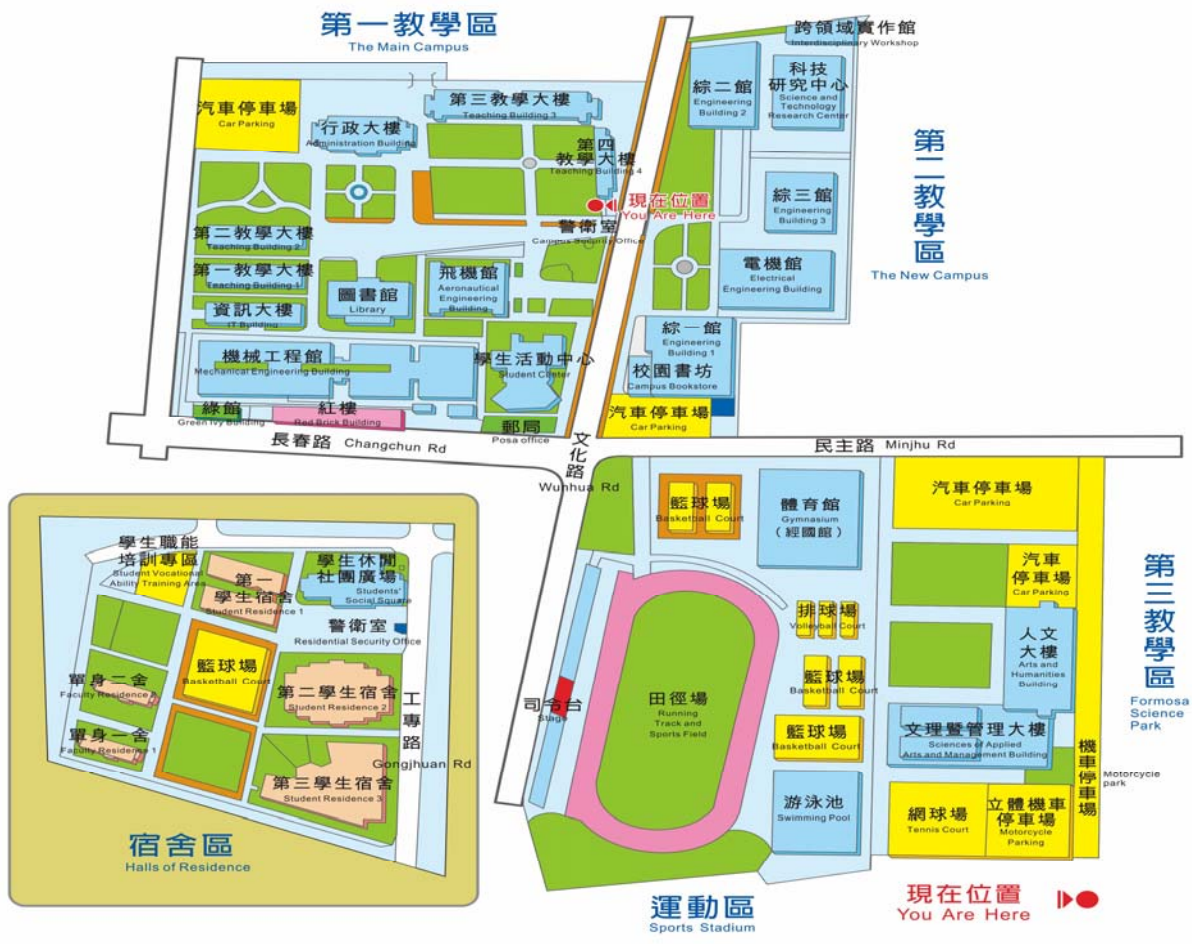 第一教學區
The Main Campus
汽車停車場
Car Parking
行政大樓
Administration Building
第三教學大樓
Teaching Building 3
第四
教學大樓
Teaching Building 4
現在位置
You Are Here
警衛室
Campus Security Office
第二教學大樓
Teaching Building 2
第一教學大樓
Teaching Building 1
資訊大樓
IT Building
圖書館
Library
飛機館
Aeronautical
Engineering
Building
機械工程館
Mechanical Engineering Building
學生活動中心
Student Center
綠館
Green Ivy Building
紅樓
Red Brick Building
郵局
Posa office
跨領域實作館
Interdisciplinary Workshop
綜二館
Engineering
Building 2
科技
研究中心
Science and
Technology
Research Center
綜三館
Engineering
Building 3
電機館
Electrical
Engineering Building
綜一館
Engineering
Building 1
校園書坊
Campus Bookstore
汽車停車場
Car Parking
第二教學區
The New Campus
長春路 Changchun Rd
文化路
Wunhua Rd
民主路 Minjhu Rd
學生職能
培訓專區
Student Vocational
Ability Training Area
第一
學生宿舍
Student Residence 1
學生休閒
社團廣場
Students'
Social Square
警衛室
Residential Security Office
籃球場
Basketball Court
單身二舍
Faculty Residence 2
單身一舍
Faculty Residence 1
第二學生宿舍
Student Residence 2
第三學生宿舍
Student Residence 3
工專路
Gongjhuan Rd
宿舍區
Halls of Residence
籃球場
Basketball Court
體育館
Gymnasium
(經國館)
排球場
Volleyball Court
籃球場
Basketball Court
籃球場
Basketball Court
司令台
Stage
田徑場
Running
Track and
Sports Field
游泳池
Swimming Pool
運動區
Sports Stadium
汽車停車場
Car Parking
汽車
停車場
Car Parking
人文
大樓
Arts and
Humanities
Building
文理暨管理大樓
Sciences of Applied
Arts and Management Building
網球場
Tennis Court
立體機車
停車場
Motorcycle
Parking
機車停車場
Motorcycle
park
第三教學區
Formosa
Science
Park
現在位置
You Are Here